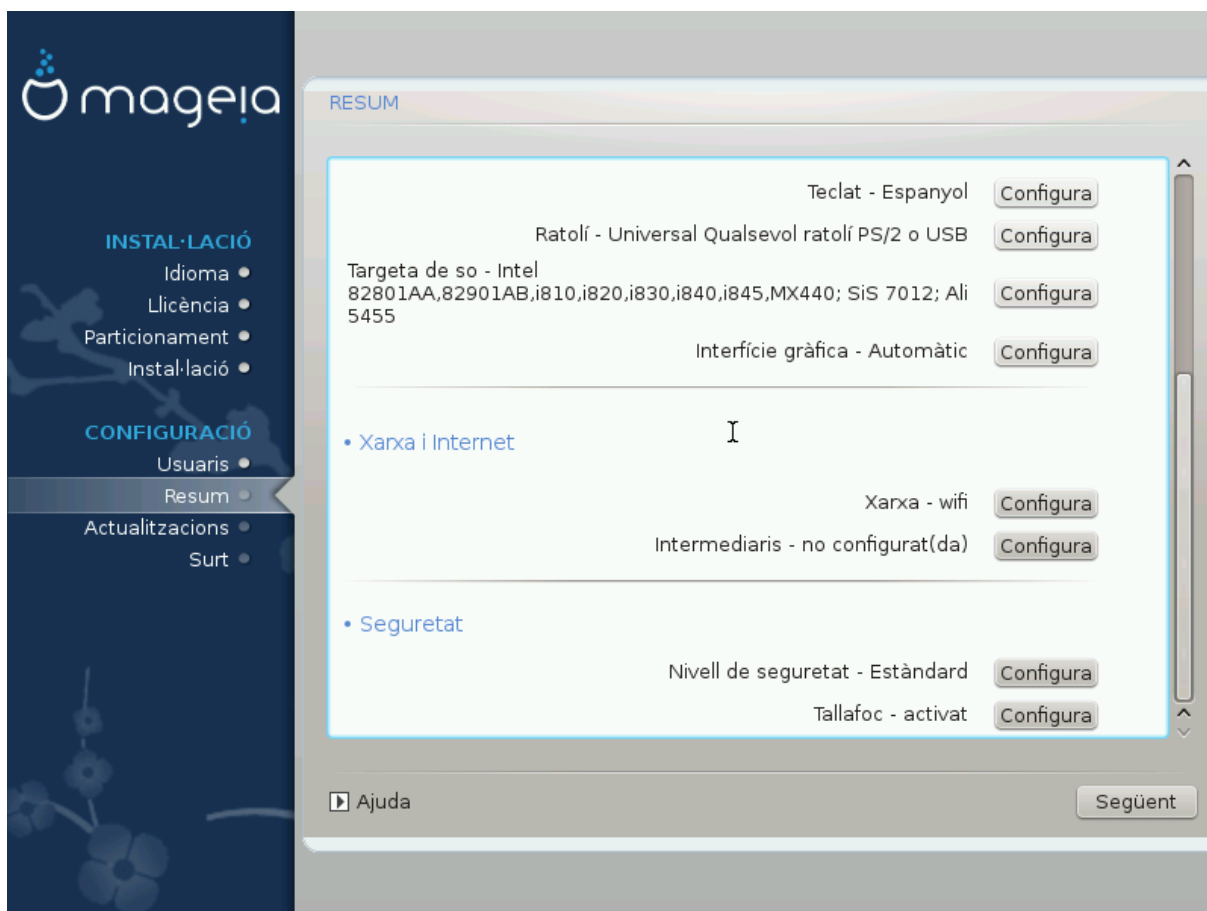 mageia
INSTAL·LACIÓ
Idioma
Llicència
Particionament
Instal·lació
CONFIGURACIÓ
Usuaris
Resum
Actualitzacions
Surt
RESUM
Teclat - Espanyol Configura
Ratolí - Universal Qualsevol ratolí PS/2 o USB Configura
Targeta de so - Intel
82801AA,82901AB,i810,i820,i830,i840,i845,MX440; SiS 7012; Ali Configura
5455
Interfície gràfica - Automàtic Configura
• Xarxa i Internet
Xarxa - wifi Configura
Intermediaris - no configurat(da) Configura
• Seguretat
Nivell de seguretat - Estàndard Configura
Tallafoc - activat Configura
Ajuda
Següent